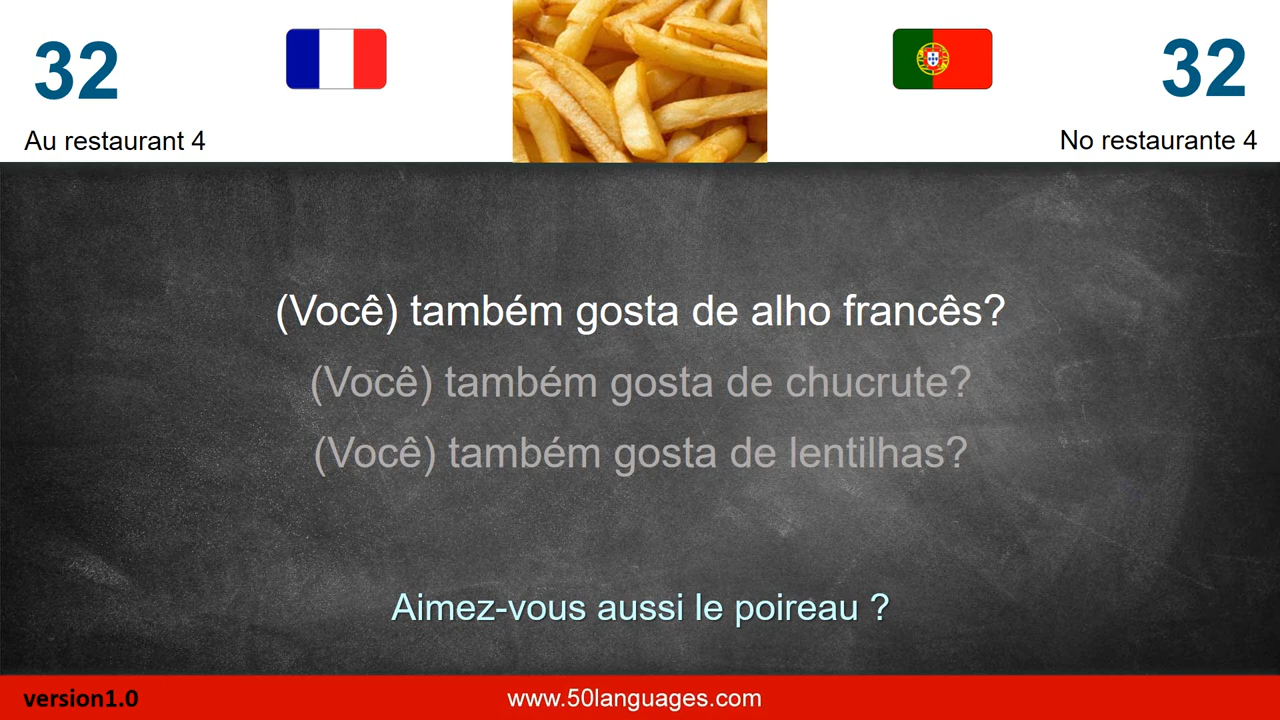 32
32
Au restaurant 4
No restaurante 4
(Você) também gosta de alho francês?
(Você) também gosta de chucrute?
(Você) também gosta de lentilhas?
Aimez-vous aussi le poireau ?
version1.0
www.50languages.com